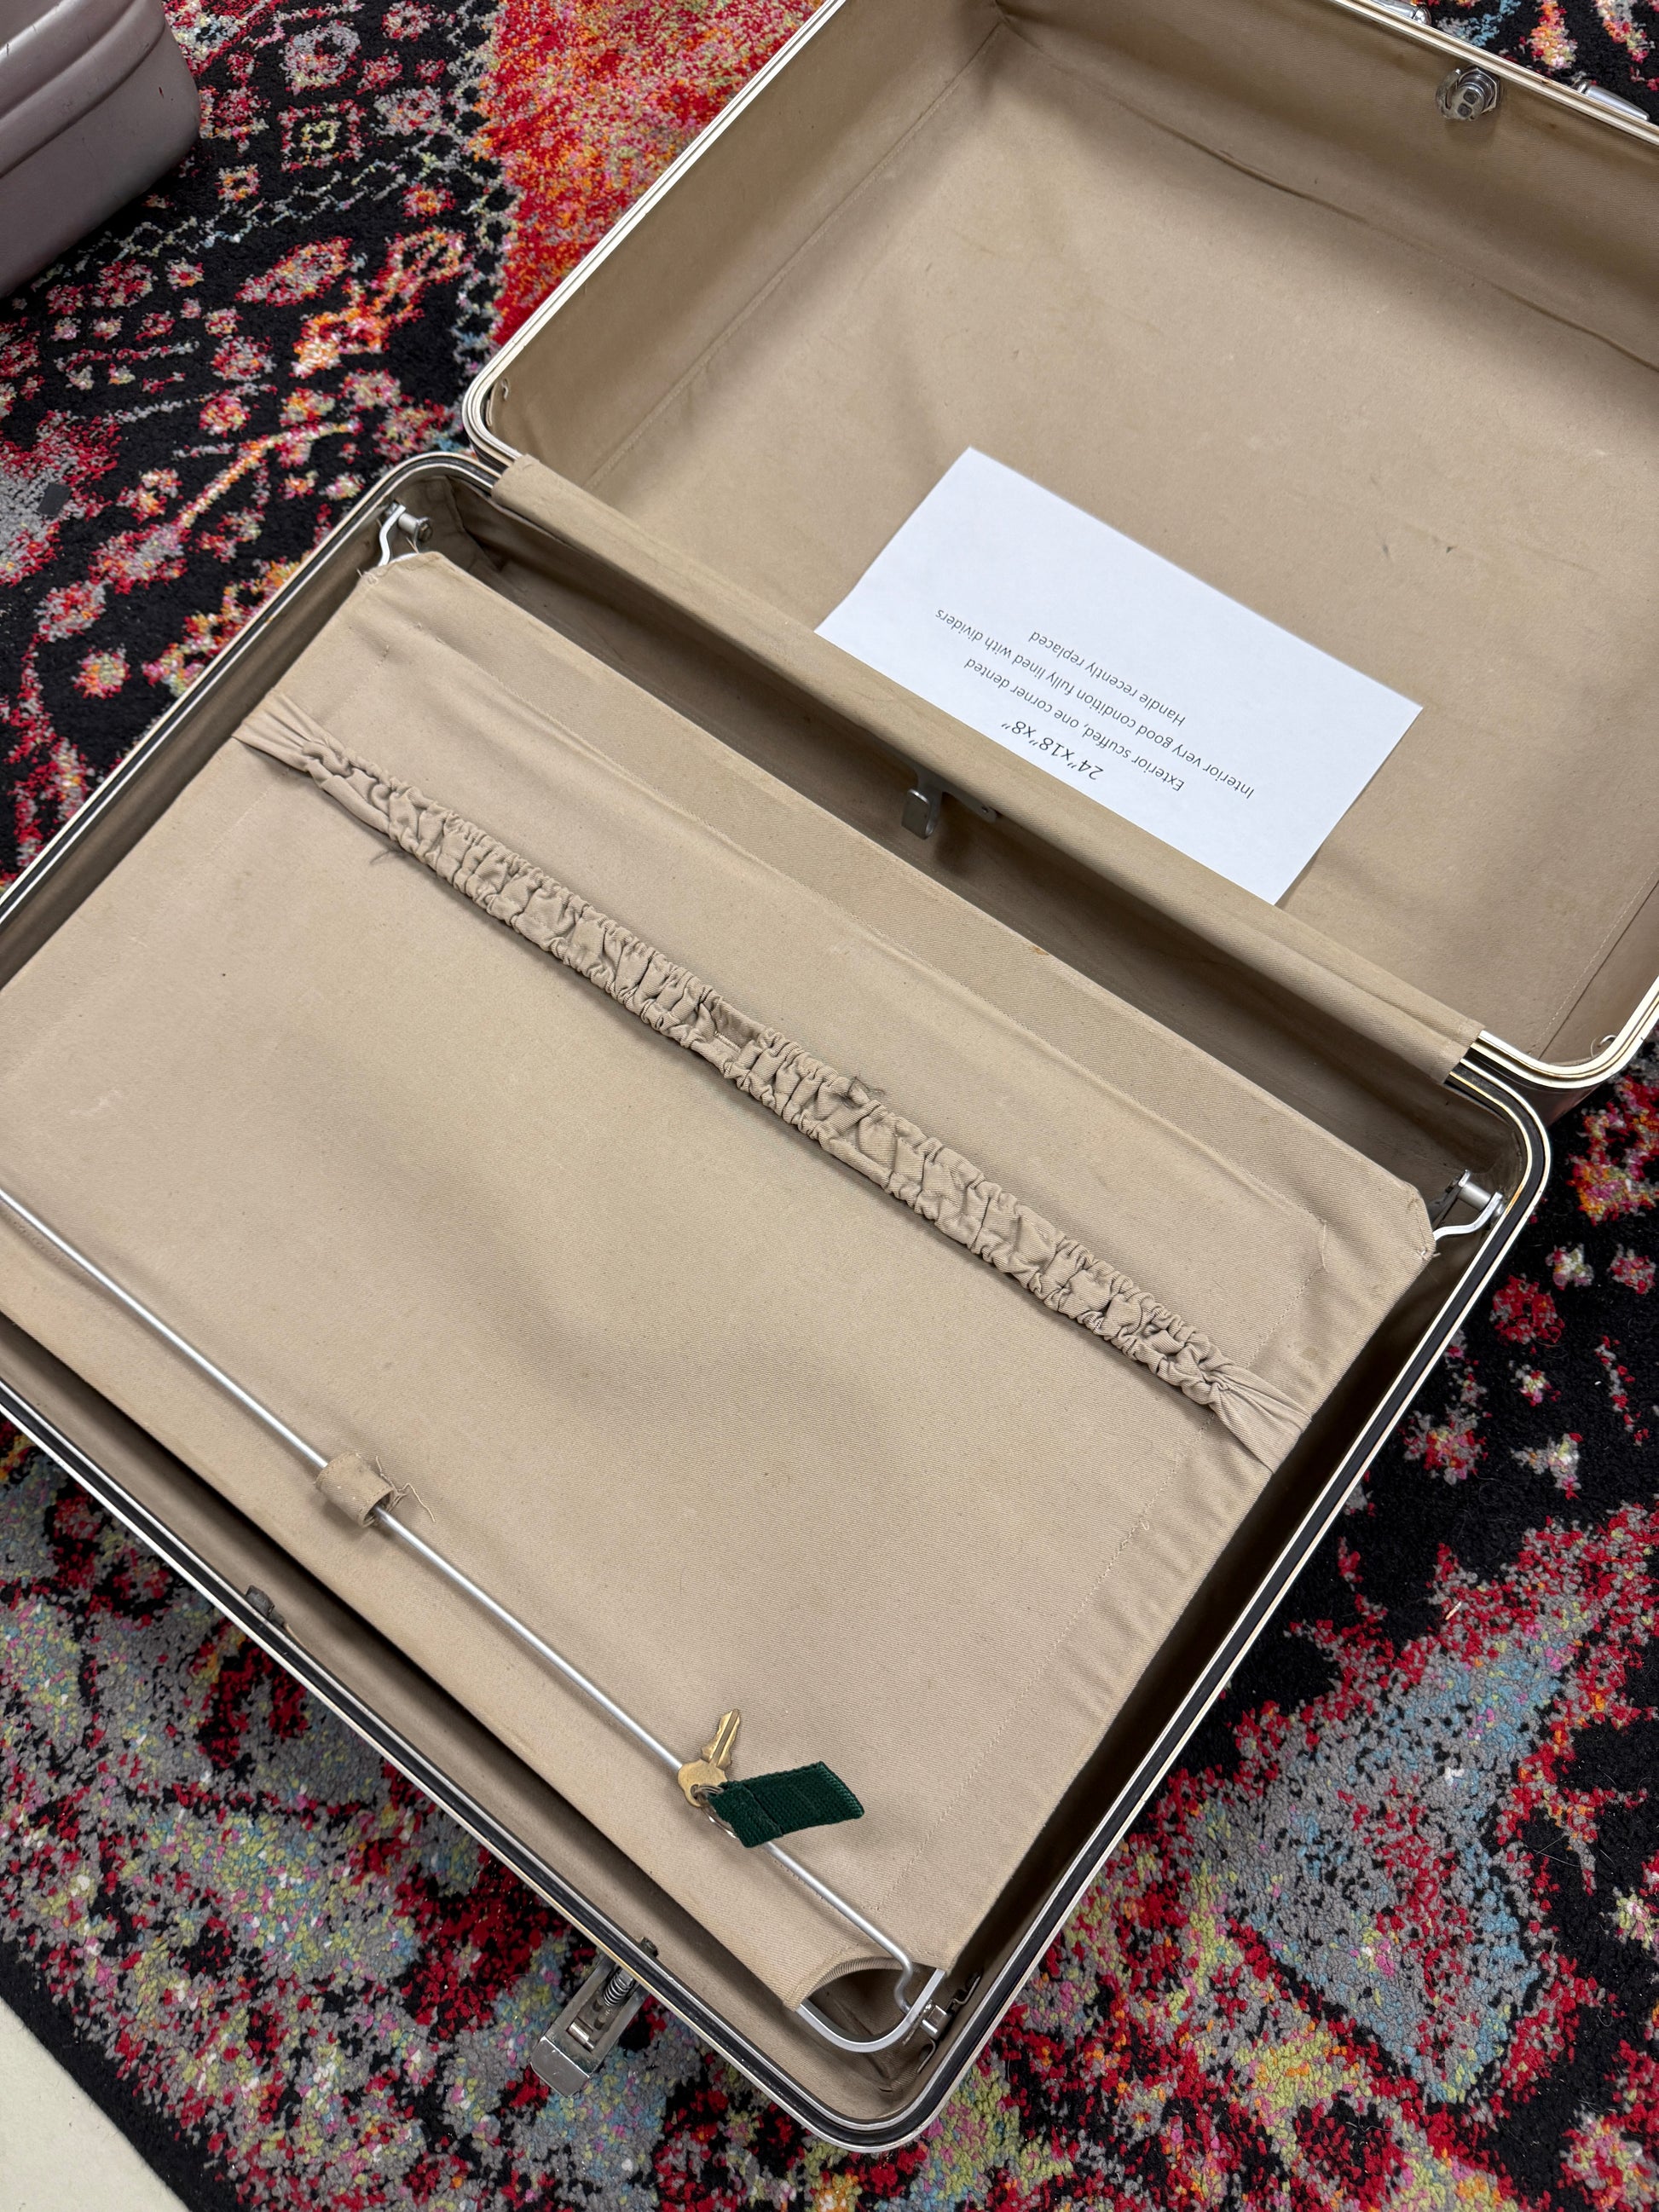 24"x18"x8"
Exterior scuffed, one corner dented
Interior very good condition fully lined with dividers
Handle recently replaced